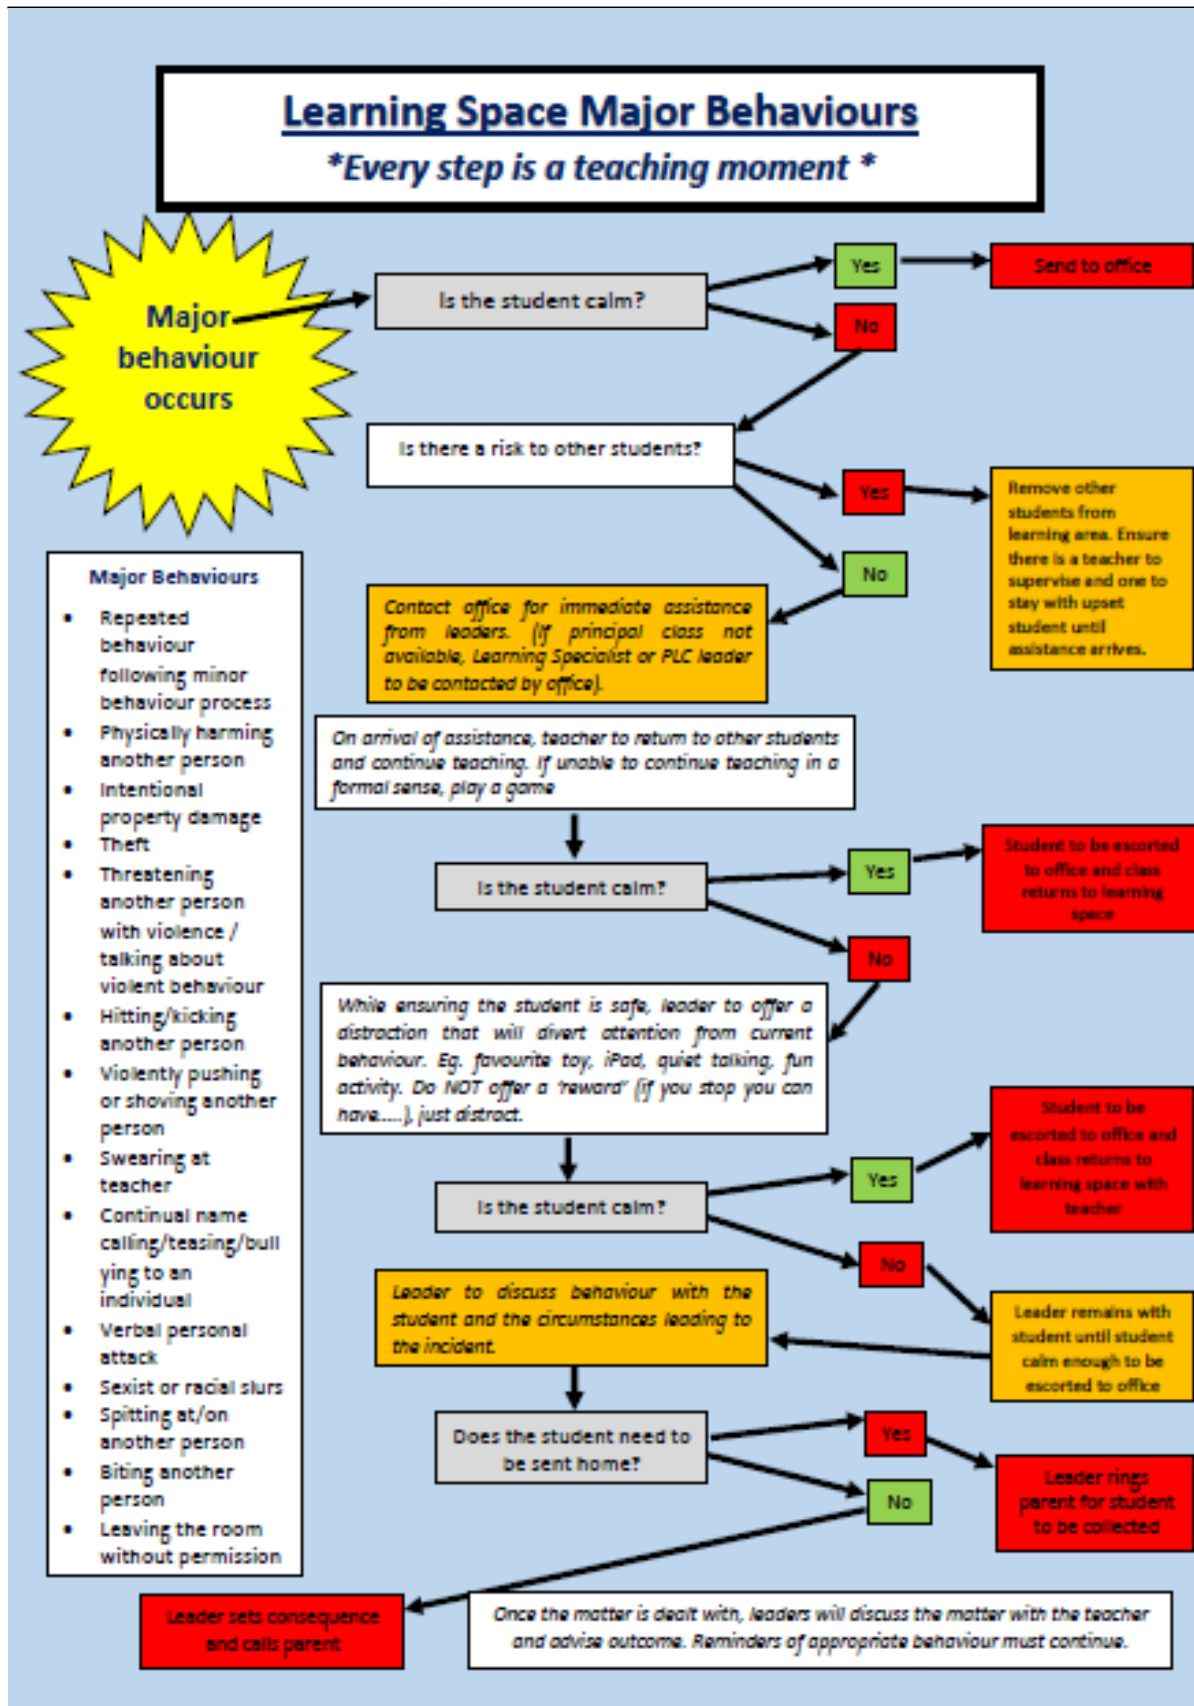 Learning Space Major Behaviours
*Every step is a teaching moment *
Major
behaviour
occurs
Is the student calm?
Yes
Send to office
No
Is there a risk to other students?
Yes
Remove other
students from
learning area. Ensure
there is a teacher to
supervise and one to
stay with upset
student until
assistance arrives.
No
Contact office for immediate assistance
from leaders. (If principal class not
available, Learning Specialist or PLC leader
to be contacted by office).
On arrival of assistance, teacher to return to other students
and continue teaching. If unable to continue teaching in a
formal sense, play a game
Is the student calm?
Yes
Student to be escorted
to office and class
returns to learning
space
No
While ensuring the student is safe, leader to offer a
distraction that will divert attention from current
behaviour. Eg. favourite toy, iPad, quiet talking, fun
activity. Do NOT offer a ‘reward’ (if you stop you can
have.....), just distract.
Is the student calm?
Yes
Student to be
escorted to office and
class returns to
learning space with
teacher
No
Leader remains with
student until student
calm enough to be
escorted to office
Leader to discuss behaviour with the
student and the circumstances leading to
the incident.
Does the student need to
be sent home?
Yes
Leader rings
parent for student
to be collected
No
Leader sets consequence
and calls parent
Once the matter is dealt with, leaders will discuss the matter with the teacher
and advise outcome. Reminders of appropriate behaviour must continue.
Major Behaviours
• Repeated
behaviour
following minor
behaviour process
• Physically harming
another person
• Intentional
property damage
• Theft
• Threatening
another person
with violence /
talking about
violent behaviour
• Hitting/kicking
another person
• Violently pushing
or shoving another
person
• Swearing at
teacher
• Continual name
calling/teasing/bull
ying to an
individual
• Verbal personal
attack
• Sexist or racial slurs
• Spitting at/on
another person
• Biting another
person
• Leaving the room
without permission